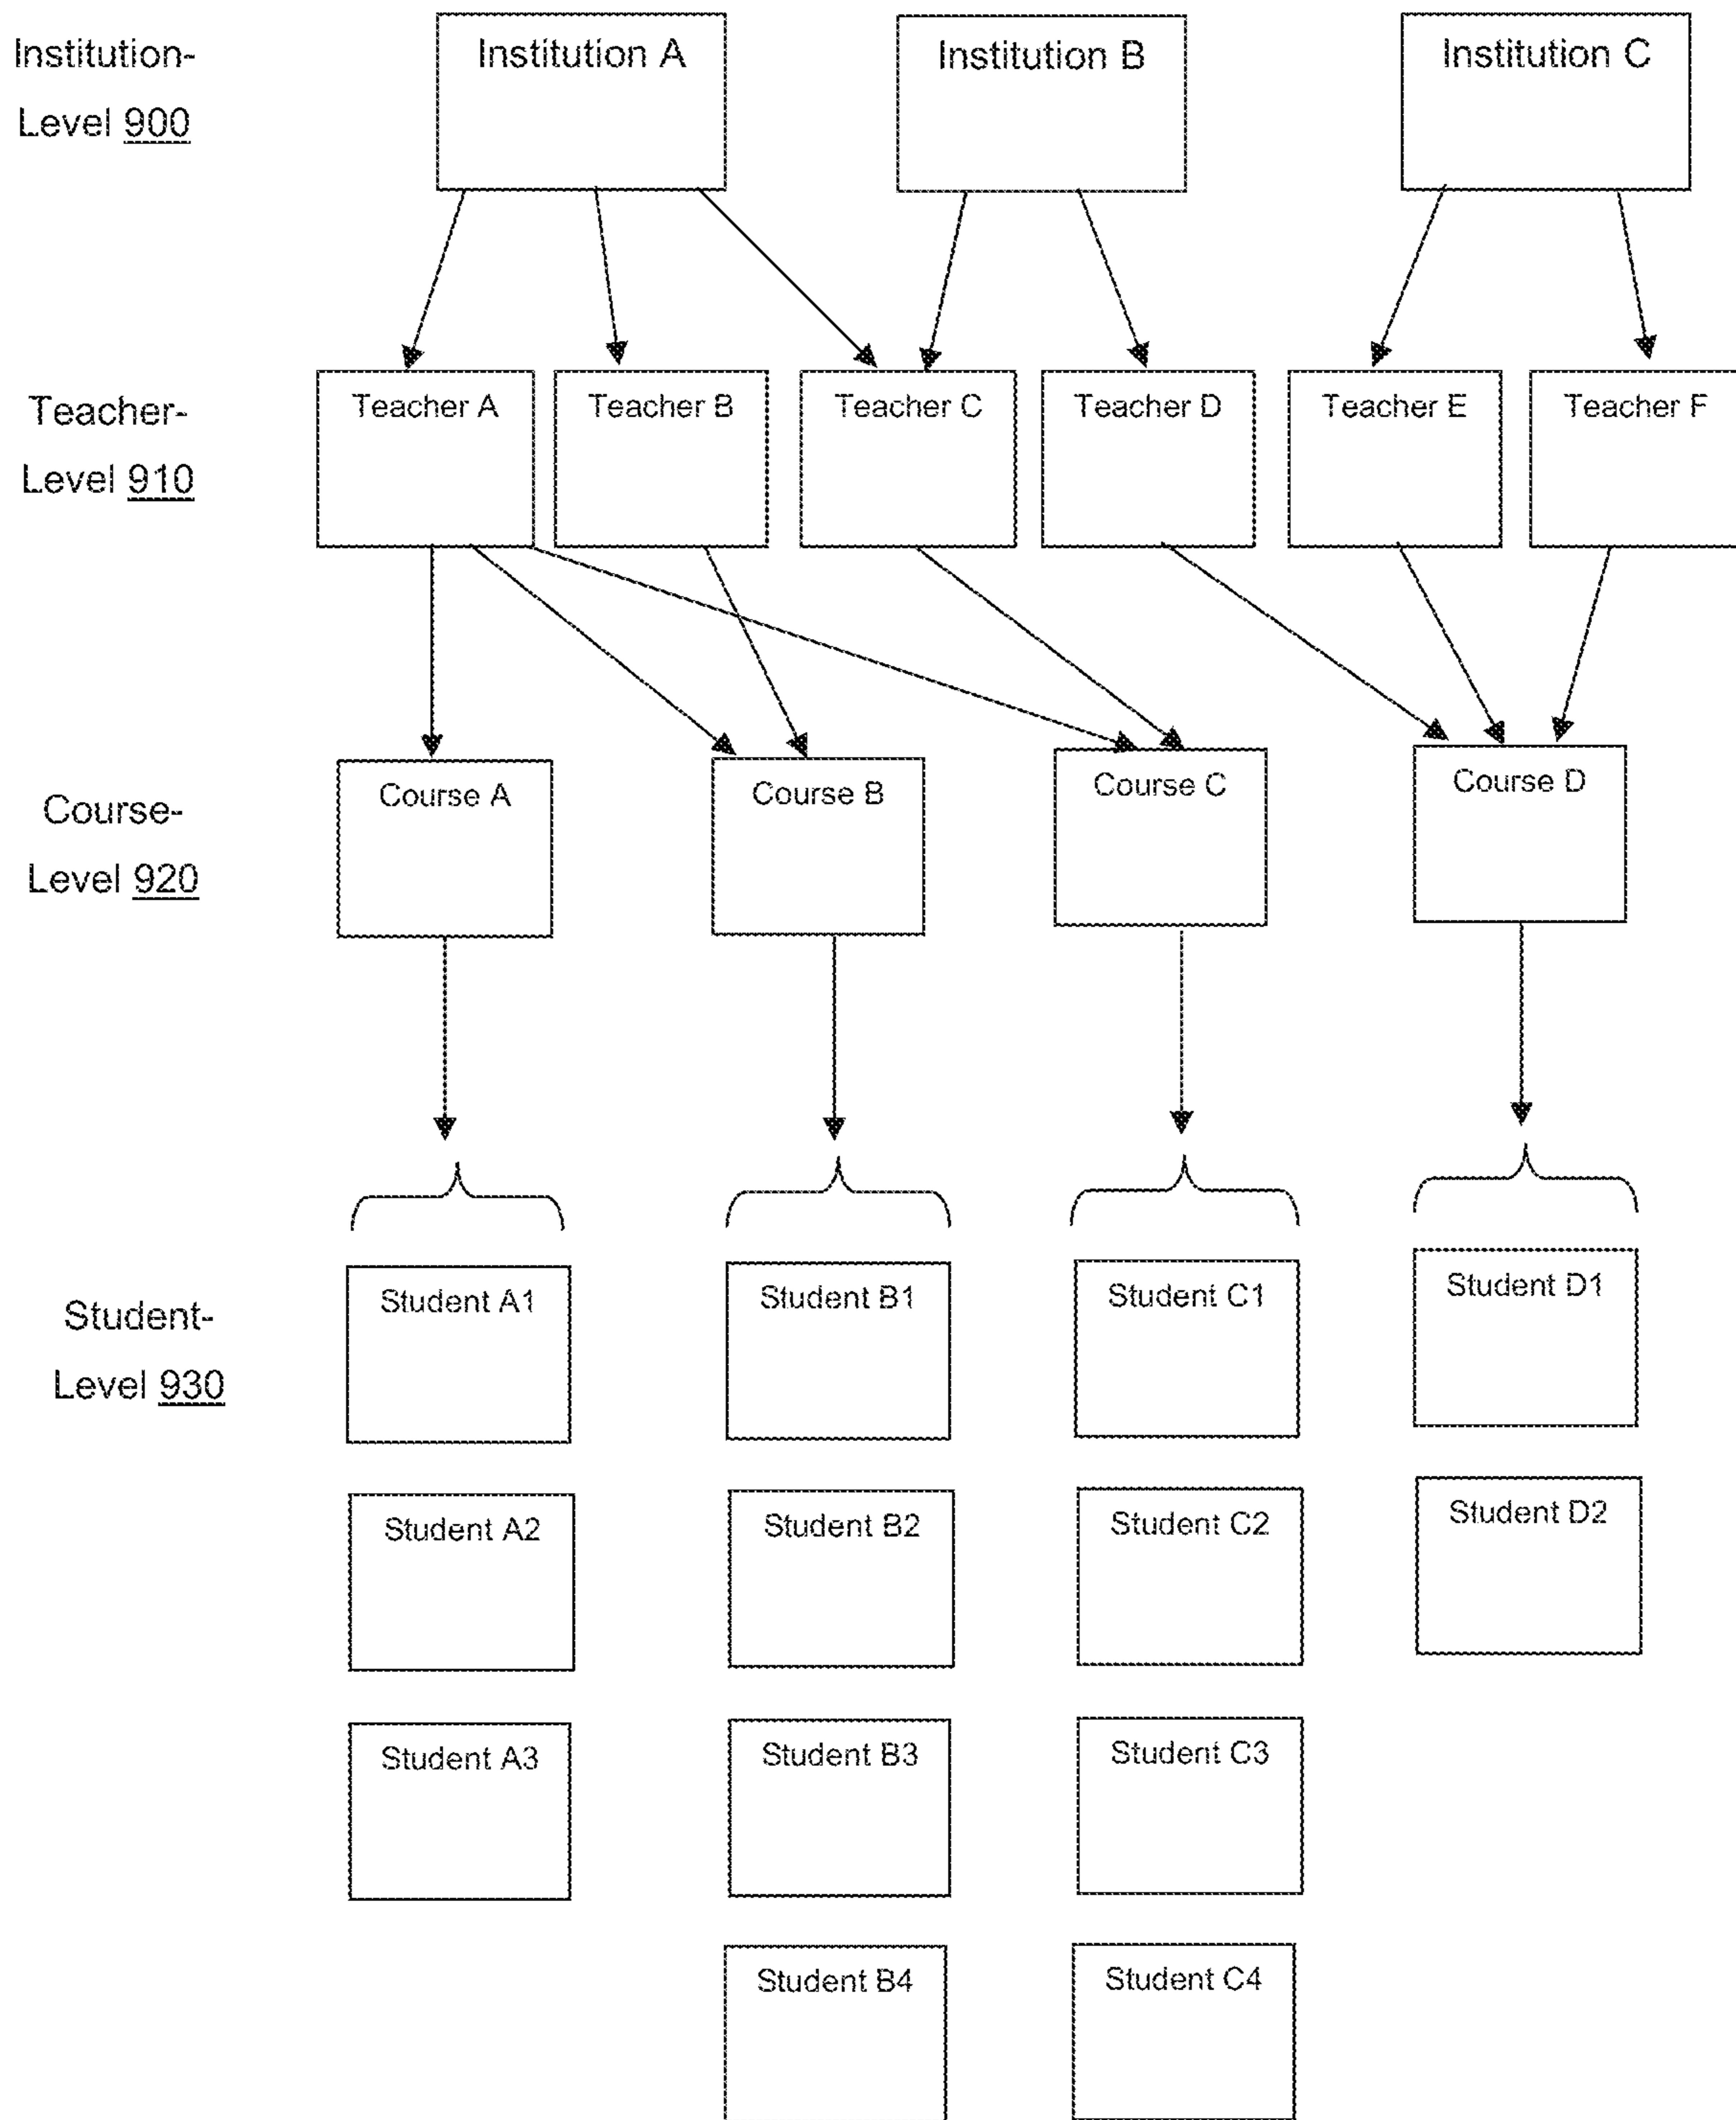 Institution-
Level 900
Institution A
Institution B
Institution C
Teacher-
Level 910
Teacher A
Teacher B
Teacher C
Teacher D
Teacher E
Teacher F
Course-
Level 920
Course A
Course B
Course C
Course D
Student-
Level 930
Student A1
Student B1
Student C1
Student D1
Student A2
Student B2
Student C2
Student D2
Student A3
Student B3
Student C3
Student B4
Student C4